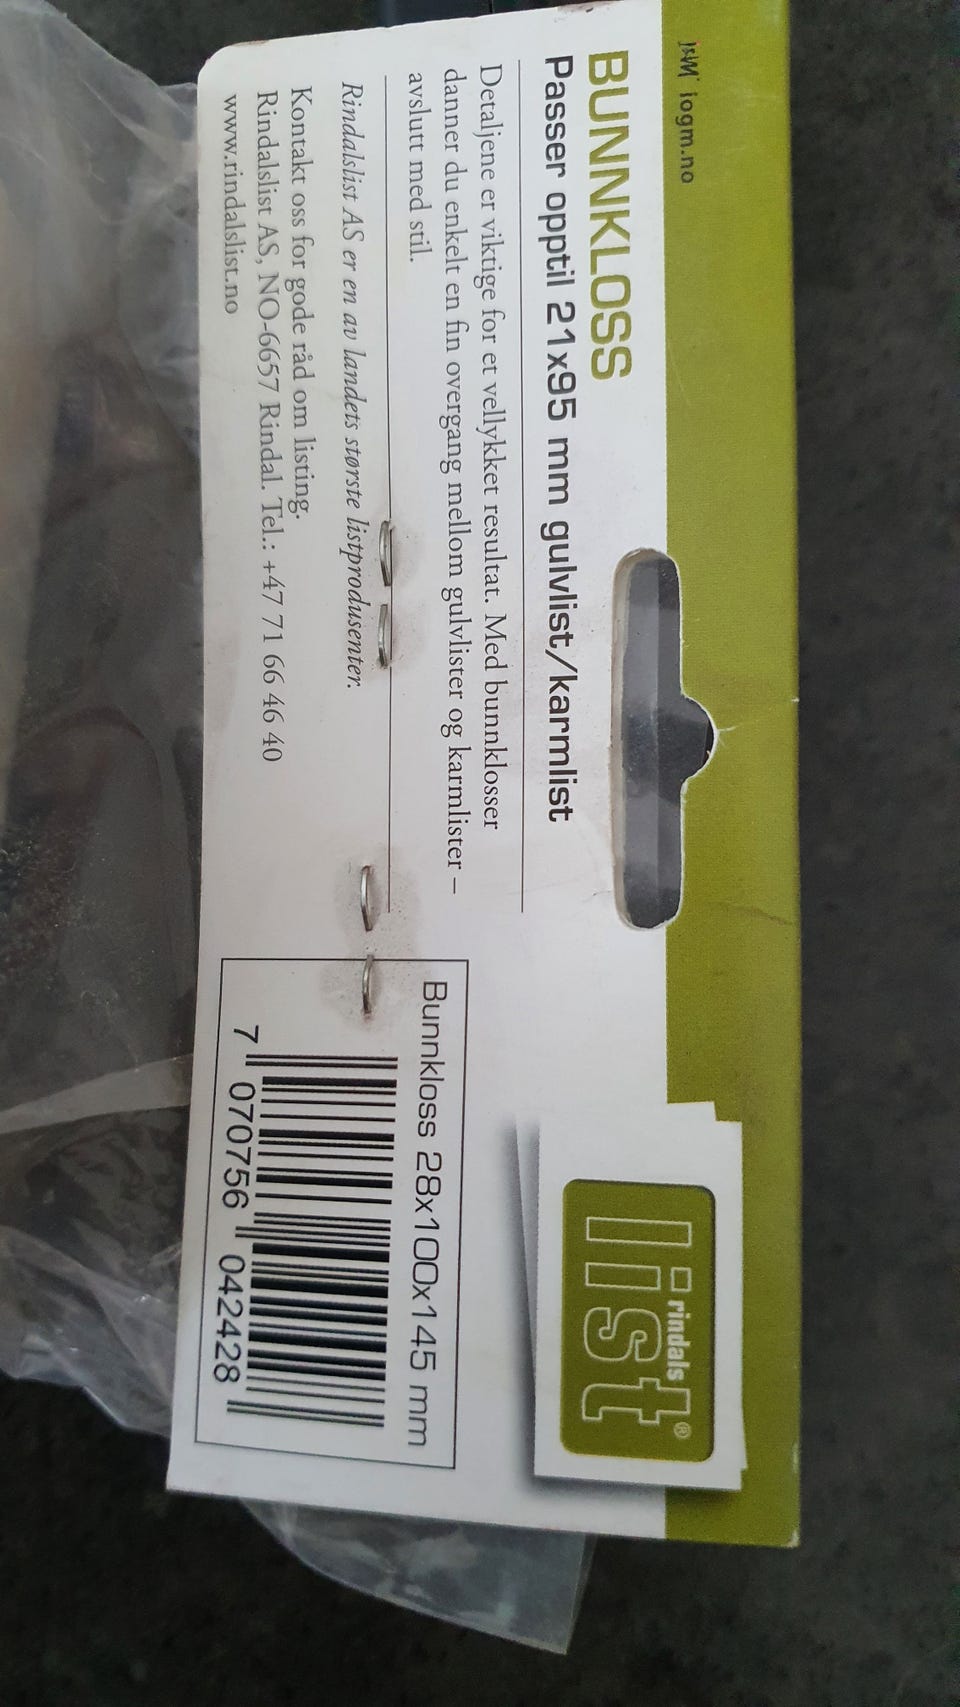 J&M iogm.no
BUNNKLOSS
Passer opptil 21x95 mm gulvlist/karmlist
Detaljene er viktige for et vellykket resultat. Med bunnklosser
danner du enkelt en fin overgang mellom gulvlister og karmlister –
avslutt med stil.
Rindalslist AS er en av landets største listprodusenter.
Kontakt oss for gode råd om listing.
Rindalslist AS, NO-6657 Rindal. Tel.: +47 71 66 46 40
www.rindalslist.no
rindals
list®
Bunnkloss 28x100x145 mm
7 070756 042428